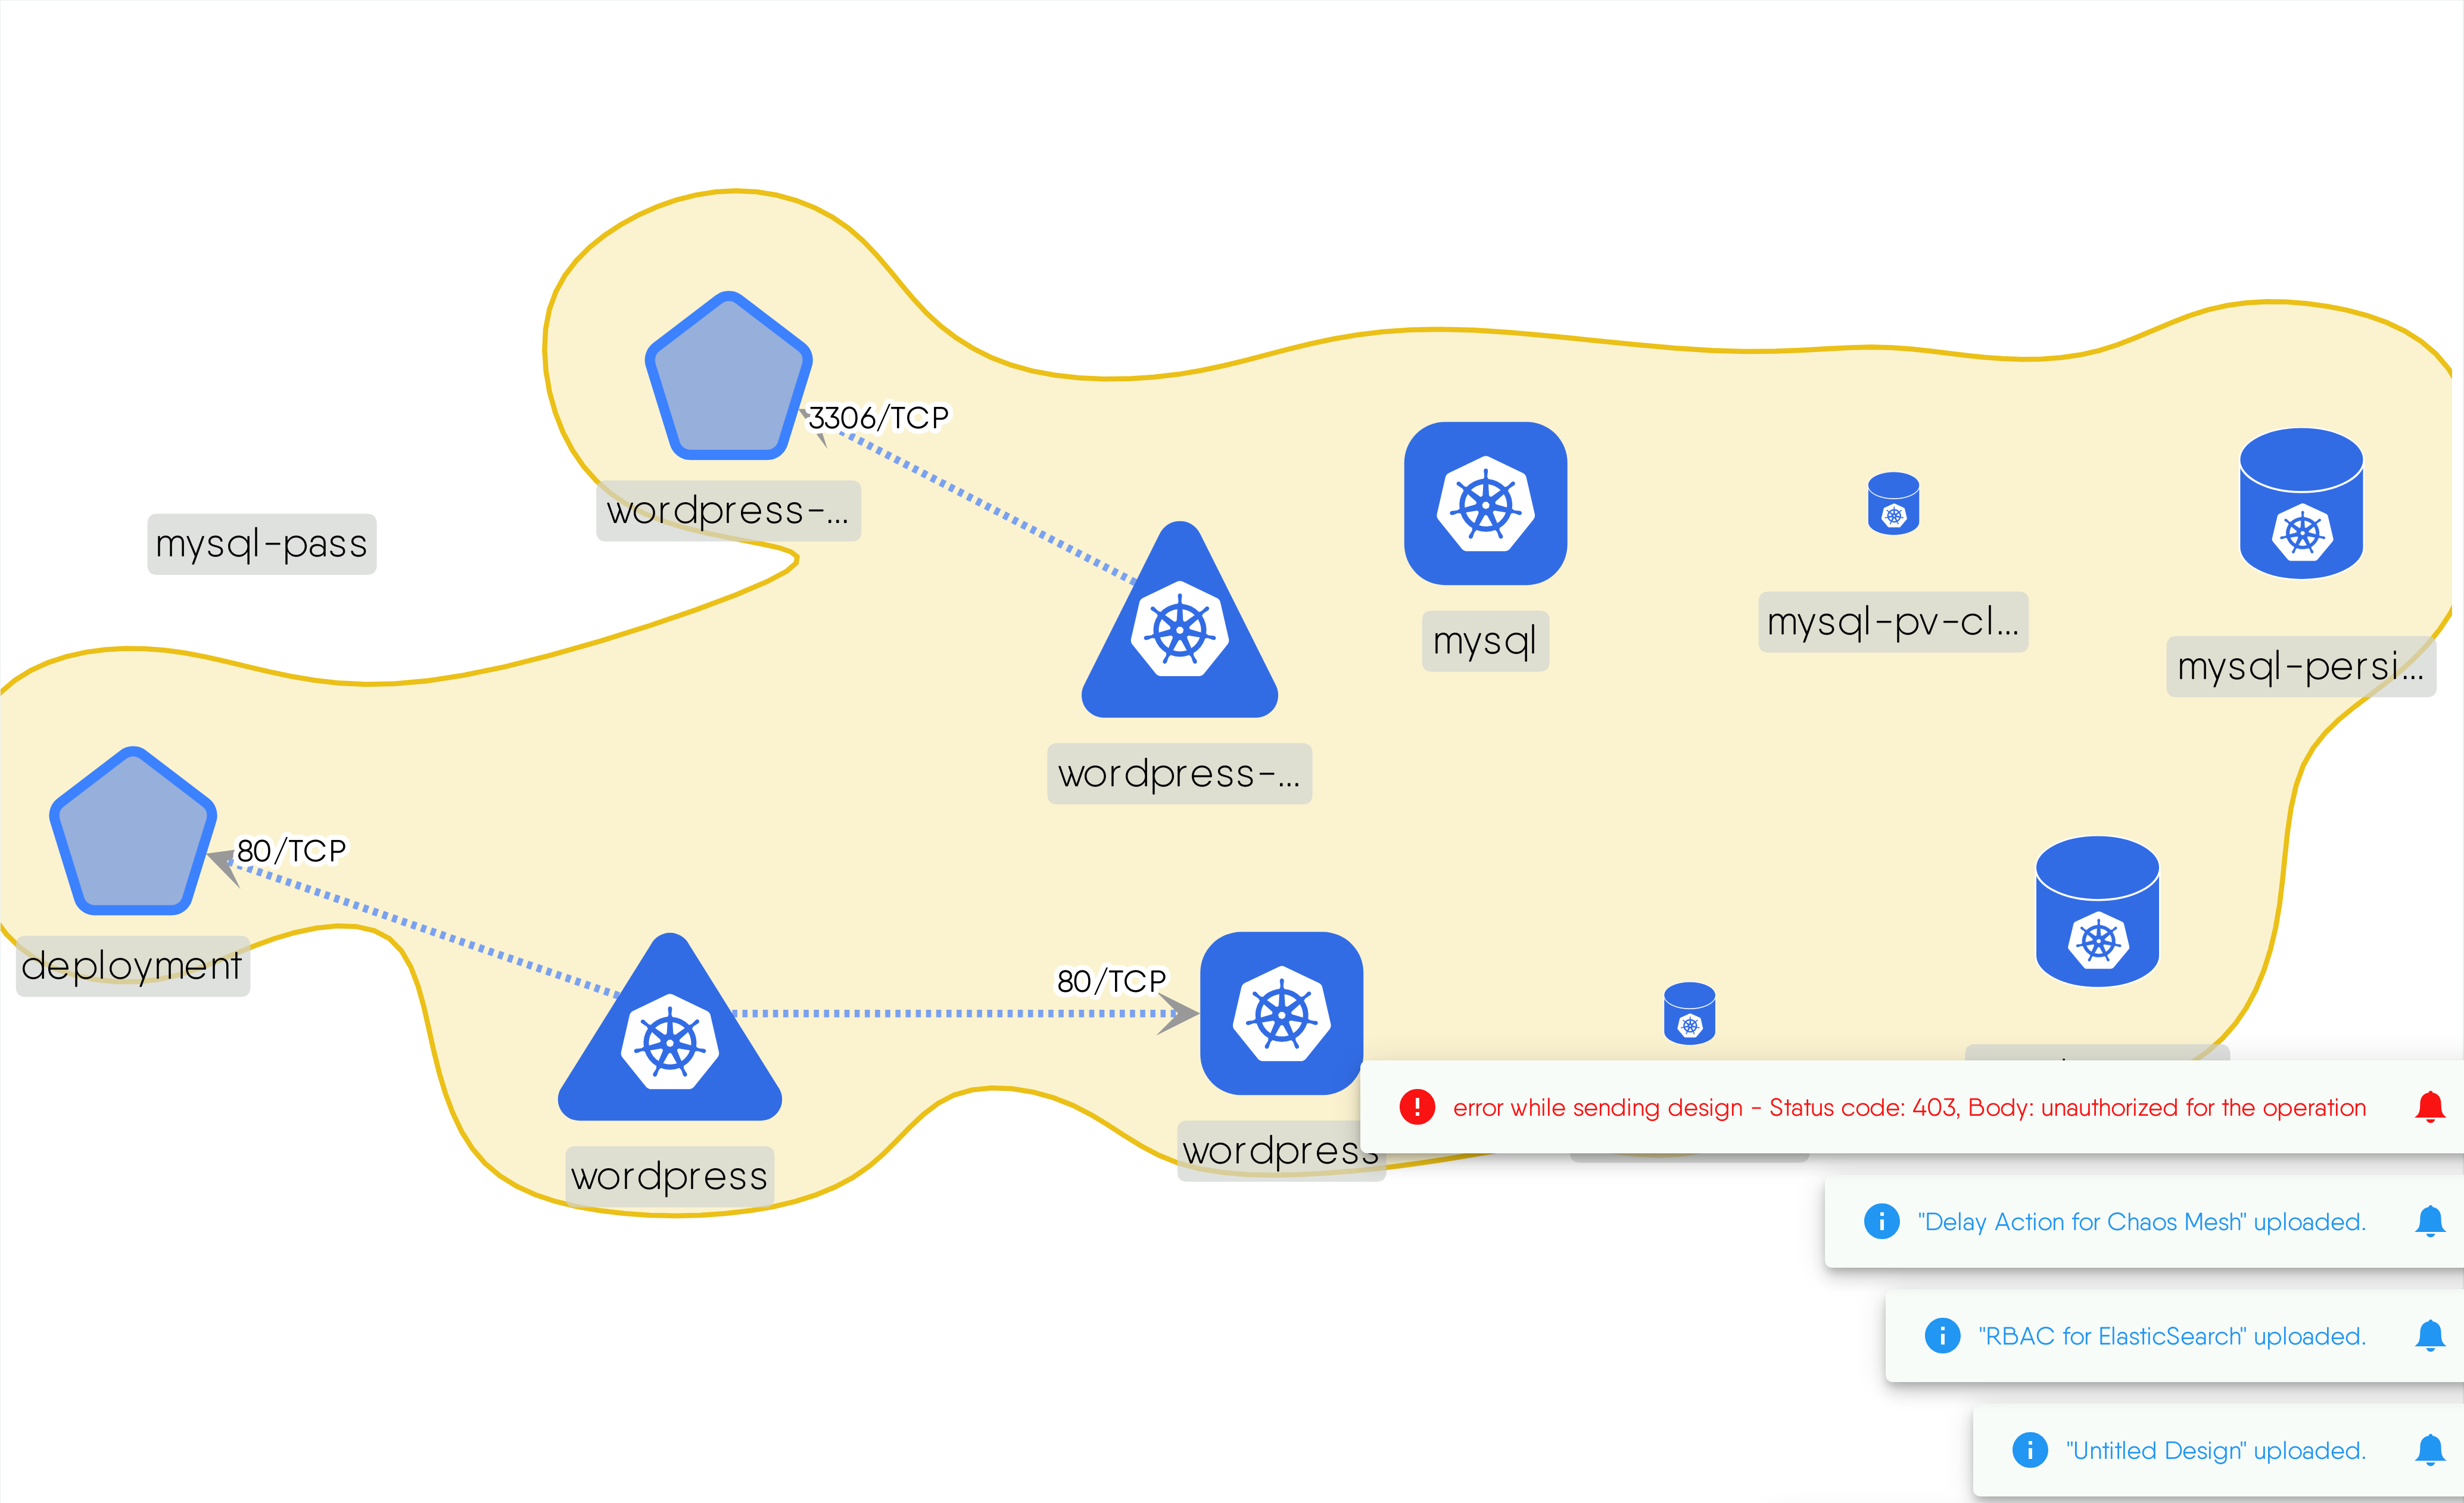 3306/TCP
wordpress-...
mysql-pass
mysql
mysql-pv-cl...
mysql-persi...
wordpress-...
80/TCP
deployment
80/TCP
wordpress
wordpress
error while sending design - Status code: 403, Body: unauthorized for the operation
"Delay Action for Chaos Mesh" uploaded.
"RBAC for ElasticSearch" uploaded.
"Untitled Design" uploaded.